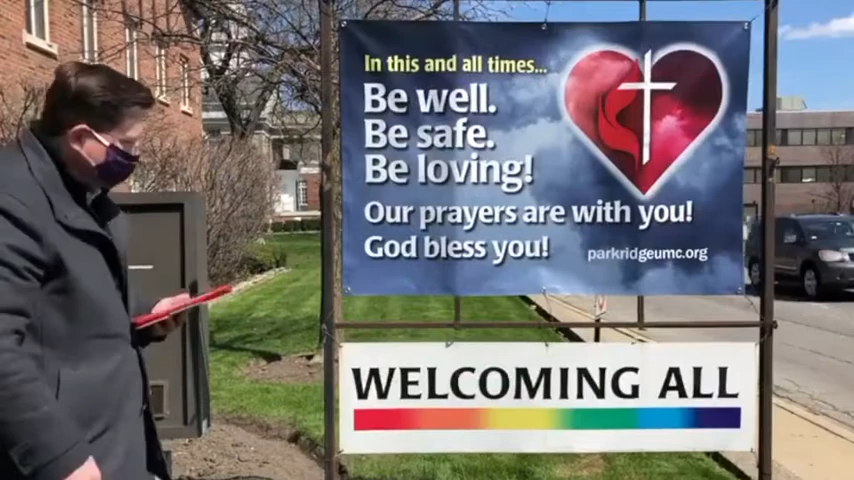 In this and all times...
Be well.
Be safe.
Be loving!
Our prayers are with you!
God bless you!
parkridgeumc.org
WELCOMING ALL